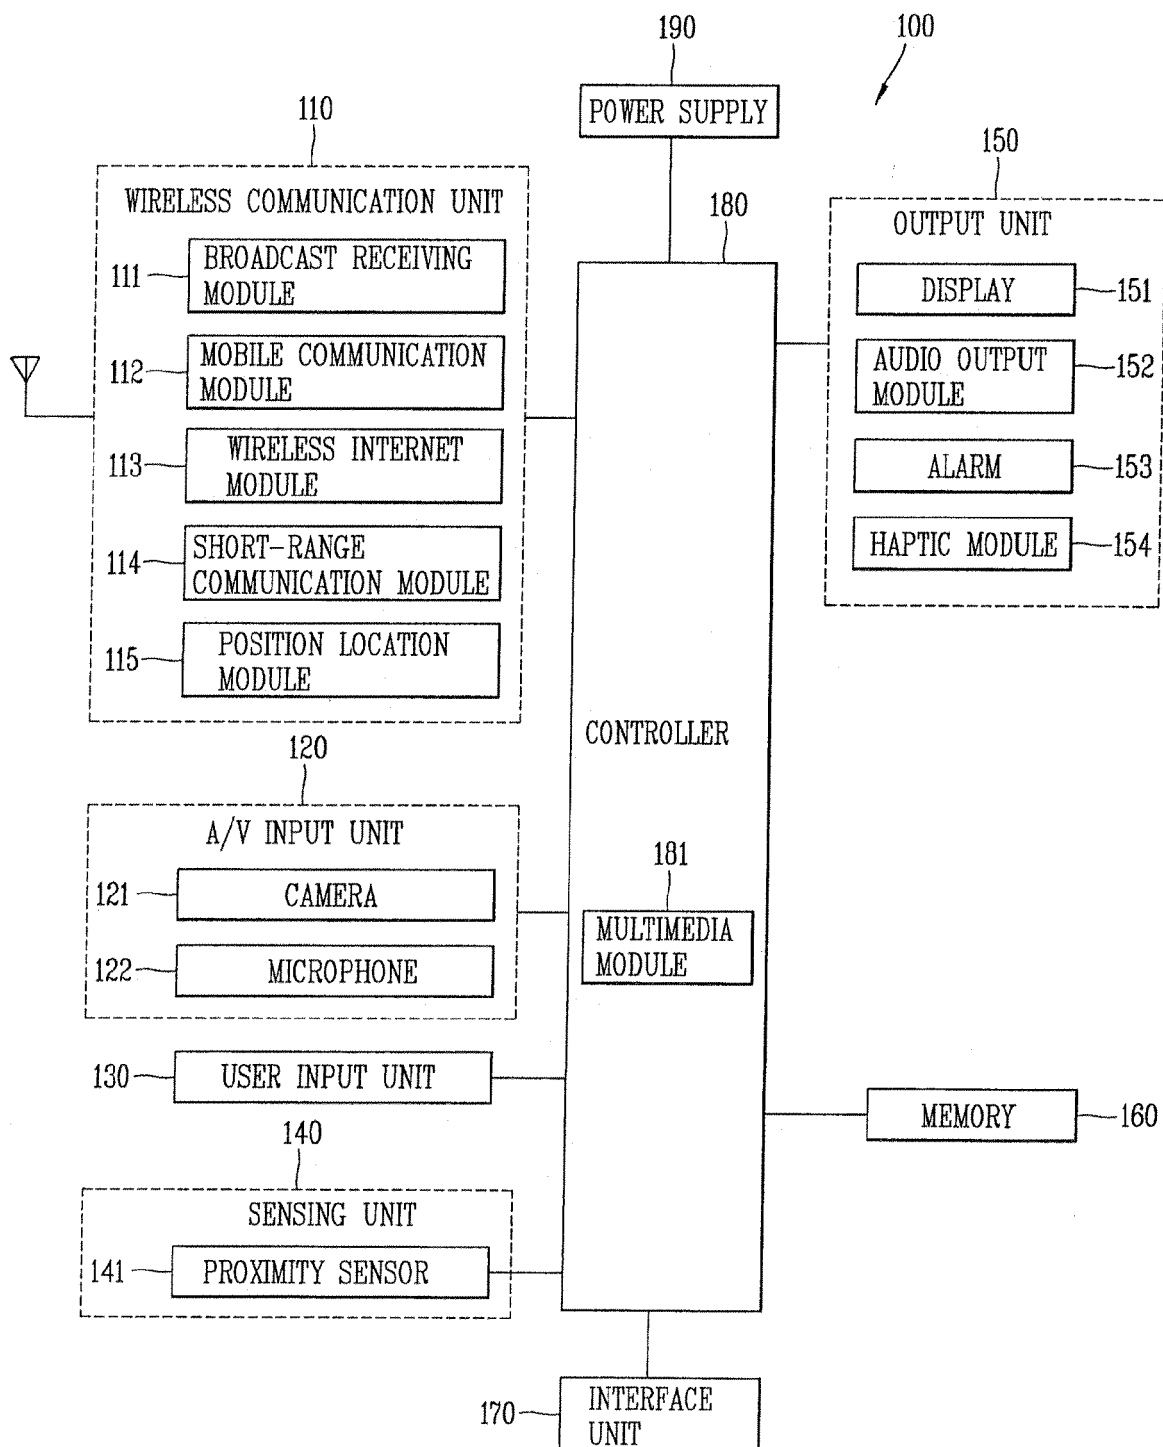 190
100
POWER SUPPLY
110
WIRELESS COMMUNICATION UNIT
111
BROADCAST RECEIVING
MODULE
112
MOBILE COMMUNICATION
MODULE
113
WIRELESS INTERNET
MODULE
114
SHORT-RANGE
COMMUNICATION MODULE
115
POSITION LOCATION
MODULE
180
150
OUTPUT UNIT
DISPLAY
151
AUDIO OUTPUT
MODULE
152
ALARM
153
HAPTIC MODULE
154
CONTROLLER
181
MULTIMEDIA
MODULE
120
A/V INPUT UNIT
121
CAMERA
122
MICROPHONE
130
USER INPUT UNIT
MEMORY
160
140
SENSING UNIT
141
PROXIMITY SENSOR
170
INTERFACE
UNIT